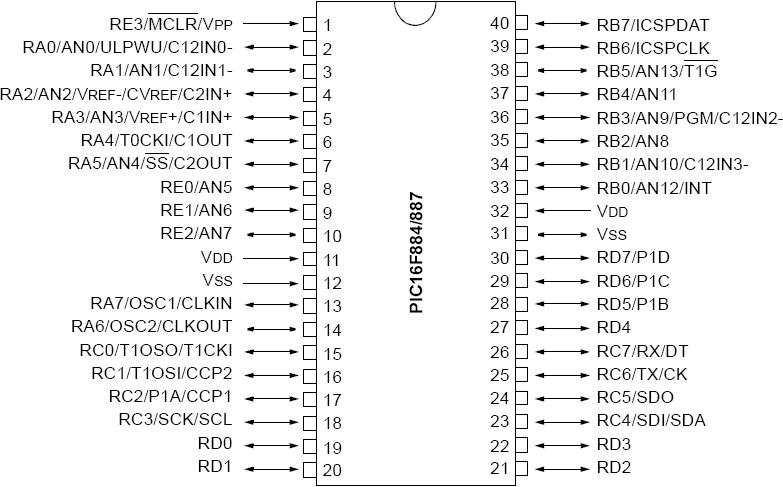 RE3/MCLR/VPP 1 40 RB7/ICSPDAT
RA0/AN0/ULPWU/C12IN0- 2 39 RB6/ICSPCLK
RA1/AN1/C12IN1- 3 38 RB5/AN13/T1G
RA2/AN2/VREF-/CVREF/C2IN+ 4 37 RB4/AN11
RA3/AN3/VREF+/C1IN+ 5 36 RB3/AN9/PGM/C12IN2-
RA4/T0CKI/C1OUT 6 35 RB2/AN8
RA5/AN4/SS/C2OUT 7 34 RB1/AN10/C12IN3-
RE0/AN5 8 33 RB0/AN12/INT
RE1/AN6 9 32 VDD
RE2/AN7 10 31 VSS
VDD 11 30 RD7/P1D
VSS 12 29 RD6/P1C
RA7/OSC1/CLKIN 13 28 RD5/P1B
RA6/OSC2/CLKOUT 14 27 RD4
RC0/T1OSO/T1CKI 15 26 RC7/RX/DT
RC1/T1OSI/CCP2 16 25 RC6/TX/CK
RC2/P1A/CCP1 17 24 RC5/SDO
RC3/SCK/SCL 18 23 RC4/SDI/SDA
RD0 19 22 RD3
RD1 20 21 RD2
PIC16F884/887